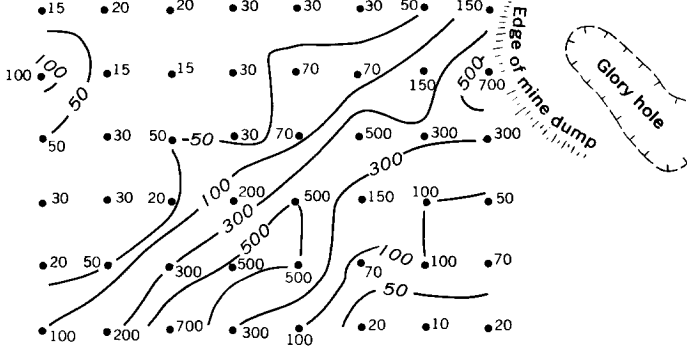 15 20 20 30 30 30 50 150
Edge of mine dump
Glory hole
100 100 50 15 15 30 70 70 150 500 700
50 30 50 -50 30 70 500 300 300
300
30 30 20 100 200 500 150 100 50
300
500
20 50 300 500 500 70 100 100 70
50
100 200 700 300 100 20 10 20